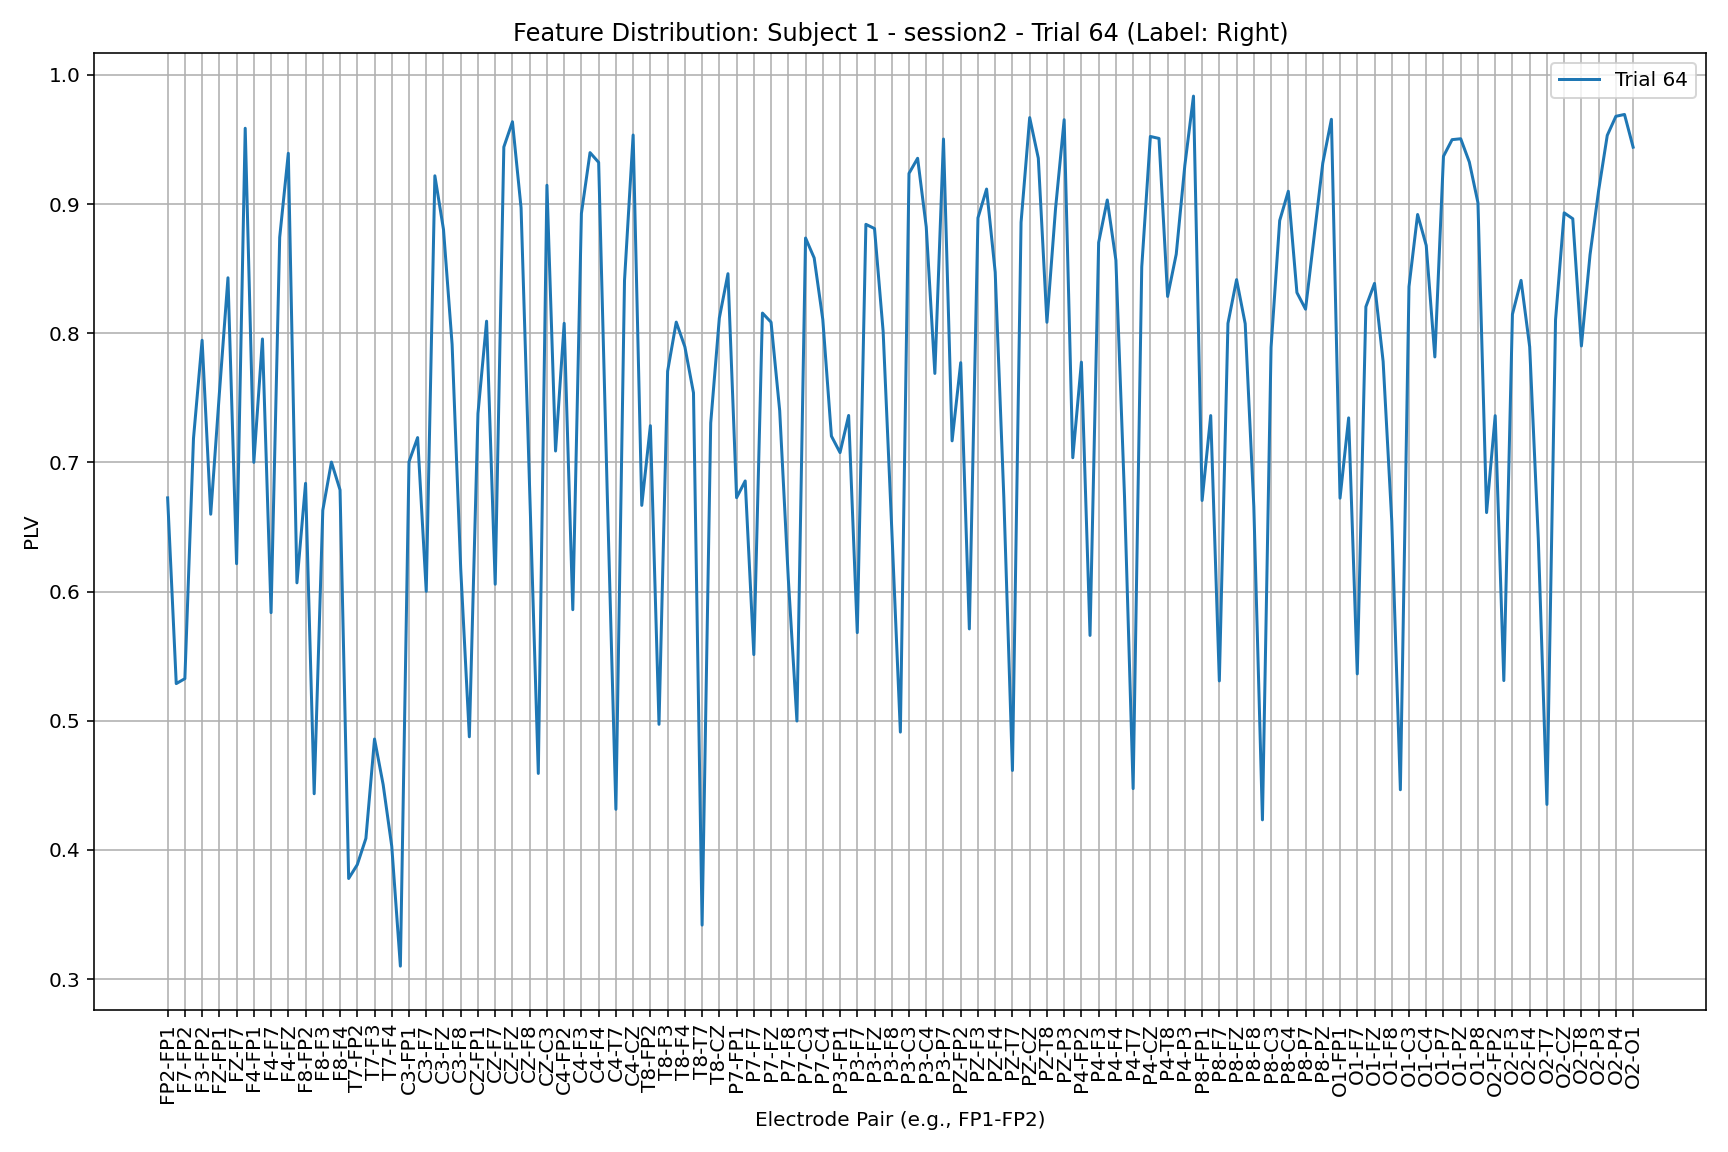 Feature Distribution: Subject 1 - session2 - Trial 64 (Label: Right)
Trial 64
1.0
0.9
0.8
0.7
0.6
0.5
0.4
0.3
PLV
FP2-FP1
F7-FP2
F3-FP2
FZ-FP1
FZ-F7
F4-FP1
F4-F7
F4-FZ
F8-FP2
F8-F3
F8-F4
T7-FP2
T7-F3
T7-F4
C3-FP1
C3-F7
C3-FZ
C3-F8
CZ-FP1
CZ-F7
CZ-FZ
CZ-F8
CZ-C3
C4-FP2
C4-F3
C4-F4
C4-T7
C4-CZ
T8-FP2
T8-F3
T8-F4
T8-T7
T8-CZ
P7-FP1
P7-F7
P7-FZ
P7-F8
P7-C3
P7-C4
P3-FP1
P3-F7
P3-FZ
P3-F8
P3-C3
P3-C4
P3-P7
PZ-FP2
PZ-F3
PZ-F4
PZ-T7
PZ-CZ
PZ-T8
PZ-P3
P4-FP2
P4-F3
P4-F4
P4-T7
P4-CZ
P4-T8
P4-P3
P8-FP1
P8-F7
P8-FZ
P8-F8
P8-C3
P8-C4
P8-P7
P8-PZ
O1-FP1
O1-F7
O1-FZ
O1-F8
O1-C3
O1-C4
O1-P7
O1-PZ
O1-P8
O2-FP2
O2-F3
O2-F4
O2-T7
O2-CZ
O2-T8
O2-P3
O2-P4
O2-O1
Electrode Pair (e.g., FP1-FP2)